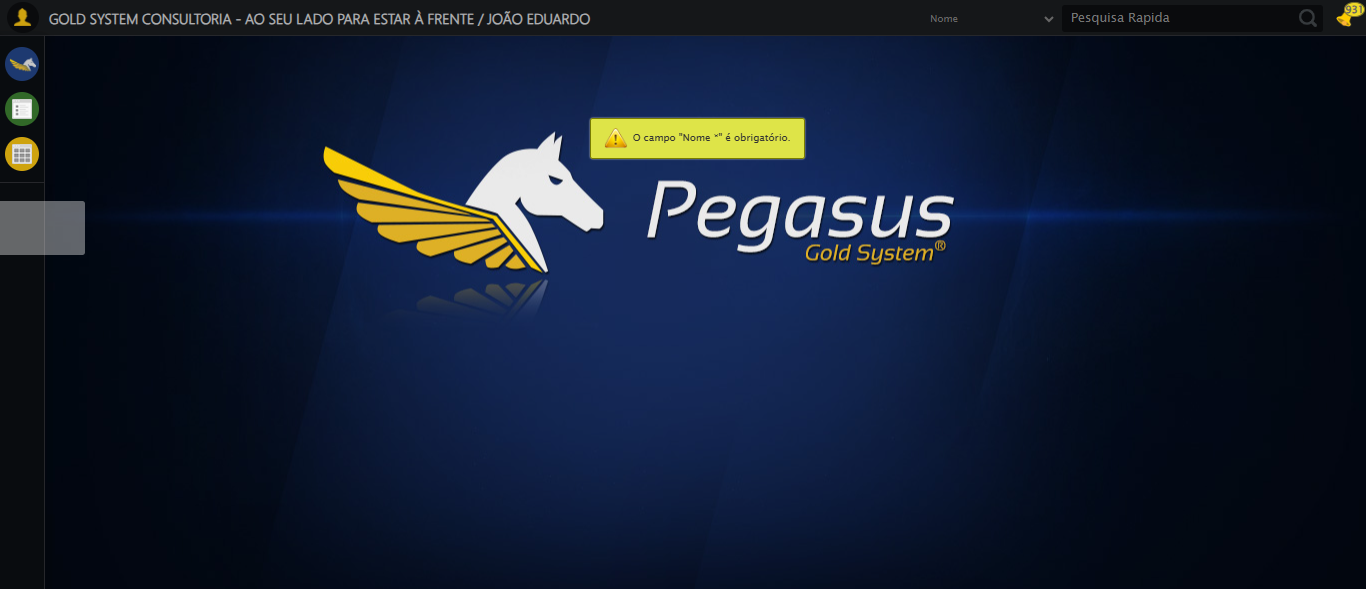 GOLD SYSTEM CONSULTORIA - AO SEU LADO PARA ESTAR À FRENTE / JOÃO EDUARDO
Nome
Pesquisa Rapida
931
O campo "Nome *" é obrigatório.
Pegasus
Gold System®